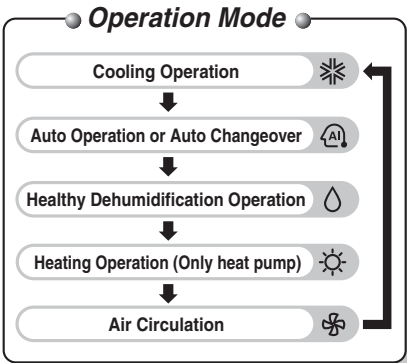 Operation Mode
Cooling Operation
Auto Operation or Auto Changeover
AI
Healthy Dehumidification Operation
Heating Operation (Only heat pump)
Air Circulation